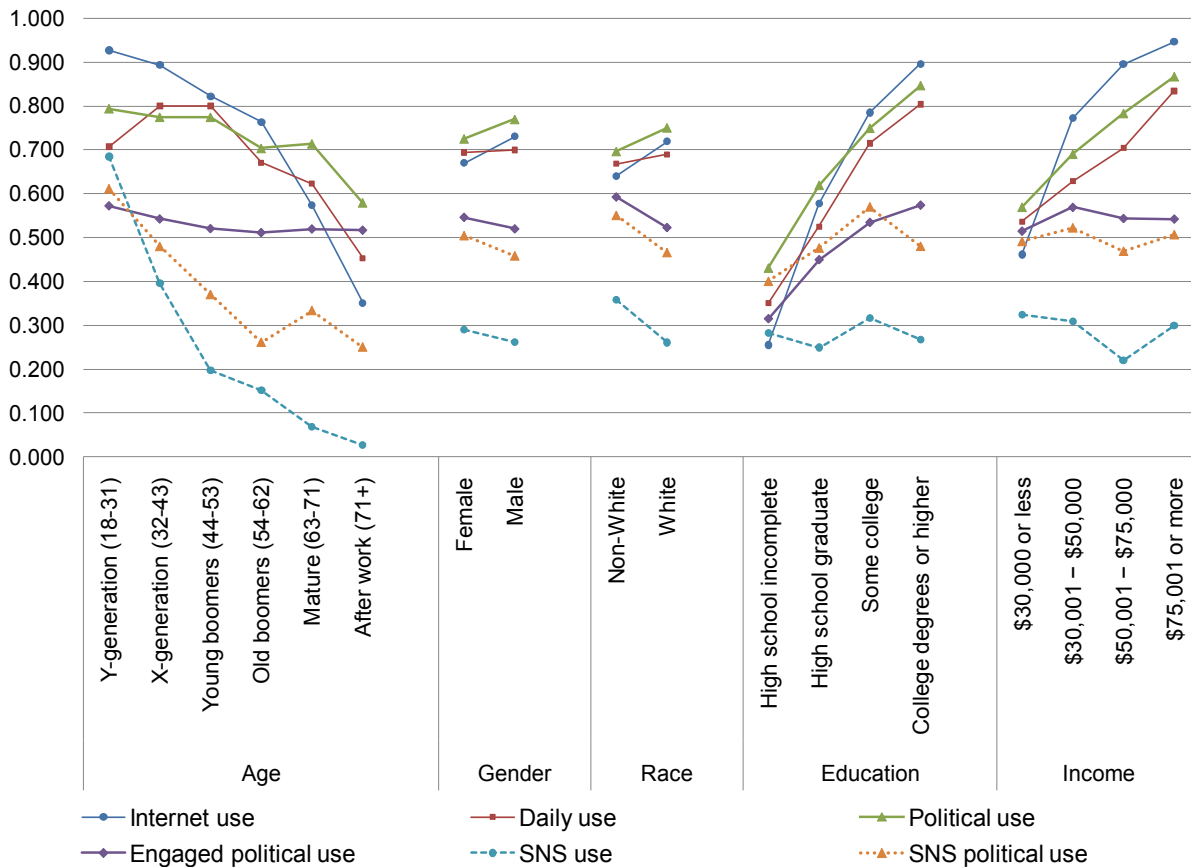 1.000
0.900
0.800
0.700
0.600
0.500
0.400
0.300
0.200
0.100
0.000
Y-generation (18-31)
X-generation (32-43)
Young boomers (44-53)
Old boomers (54-62)
Mature (63-71)
After work (71+)
Female
Male
Non-White
White
High school incomplete
High school graduate
Some college
College degrees or higher
$30,000 or less
$30,001 – $50,000
$50,001 – $75,000
$75,001 or more
Age
Gender
Race
Education
Income
Internet use
Daily use
Political use
Engaged political use
SNS use
SNS political use